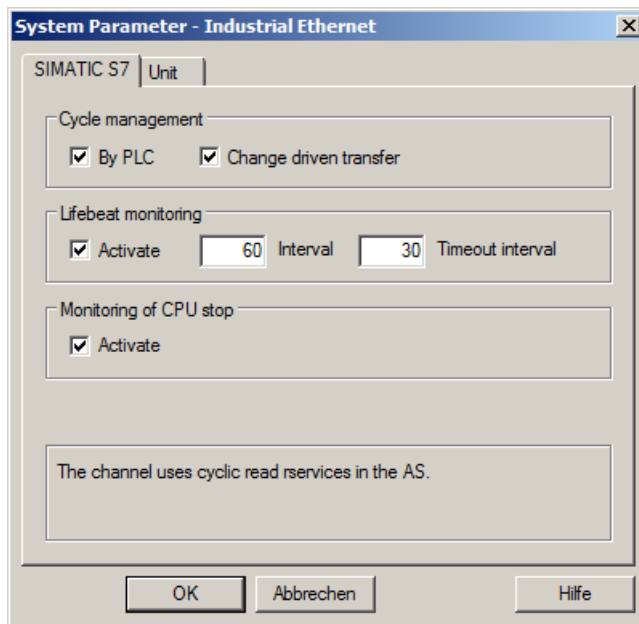 System Parameter - Industrial Ethernet
SIMATIC S7 Unit
Cycle management
By PLC Change driven transfer
Lifebeat monitoring
Activate 60 Interval 30 Timeout interval
Monitoring of CPU stop
Activate
The channel uses cyclic read rservices in the AS.
OK Abbrechen Hilfe